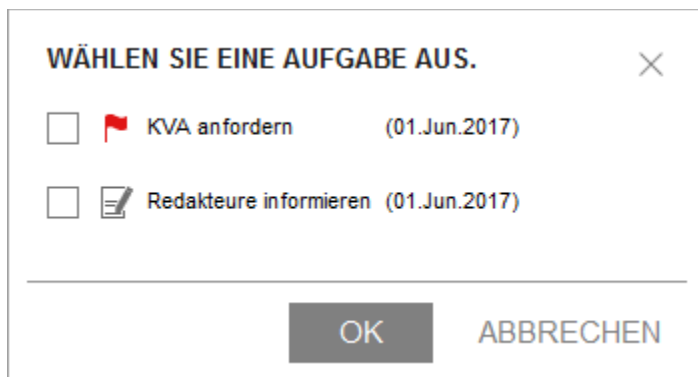 WÄHLEN SIE EINE AUFGABE AUS.
KVA anfordern (01.Jun.2017)
Redakteure informieren (01.Jun.2017)
OK ABBRECHEN